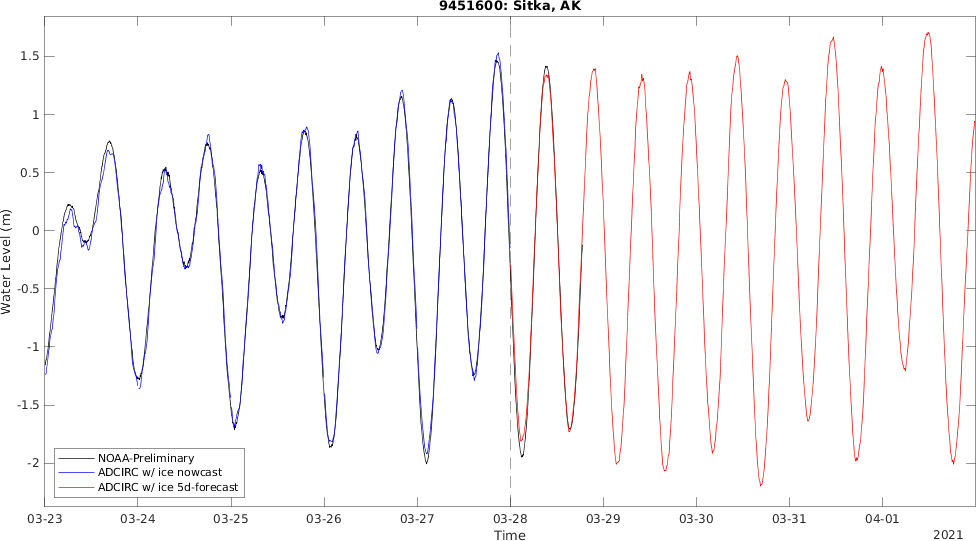 9451600: Sitka, AK
1.5
1
0.5
0
-0.5
-1
-1.5
-2
Water Level (m)
NOAA-Preliminary
ADCIRC w/ ice nowcast
ADCIRC w/ ice 5d-forecast
03-23 03-24 03-25 03-26 03-27 03-28 03-29 03-30 03-31 04-01
Time
2021